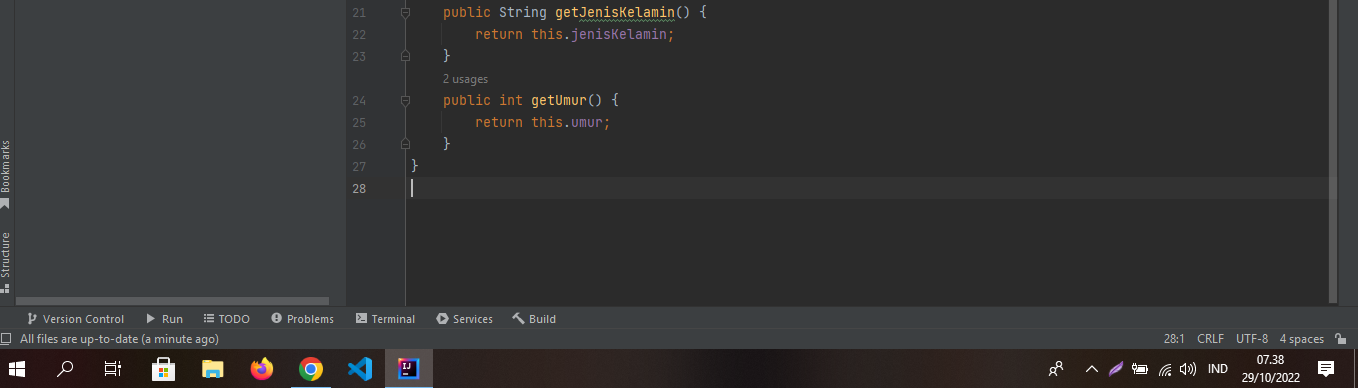 21 public String getJenisKelamin() {
22 return this.jenisKelamin;
23 }
2 usages
24 public int getUmur() {
25 return this.umur;
26 }
27 }
28
Bookmarks
Structure
Version Control Run TODO Problems Terminal Services Build
All files are up-to-date (a minute ago) 28:1 CRLF UTF-8 4 spaces
IJ IND 07.38
29/10/2022